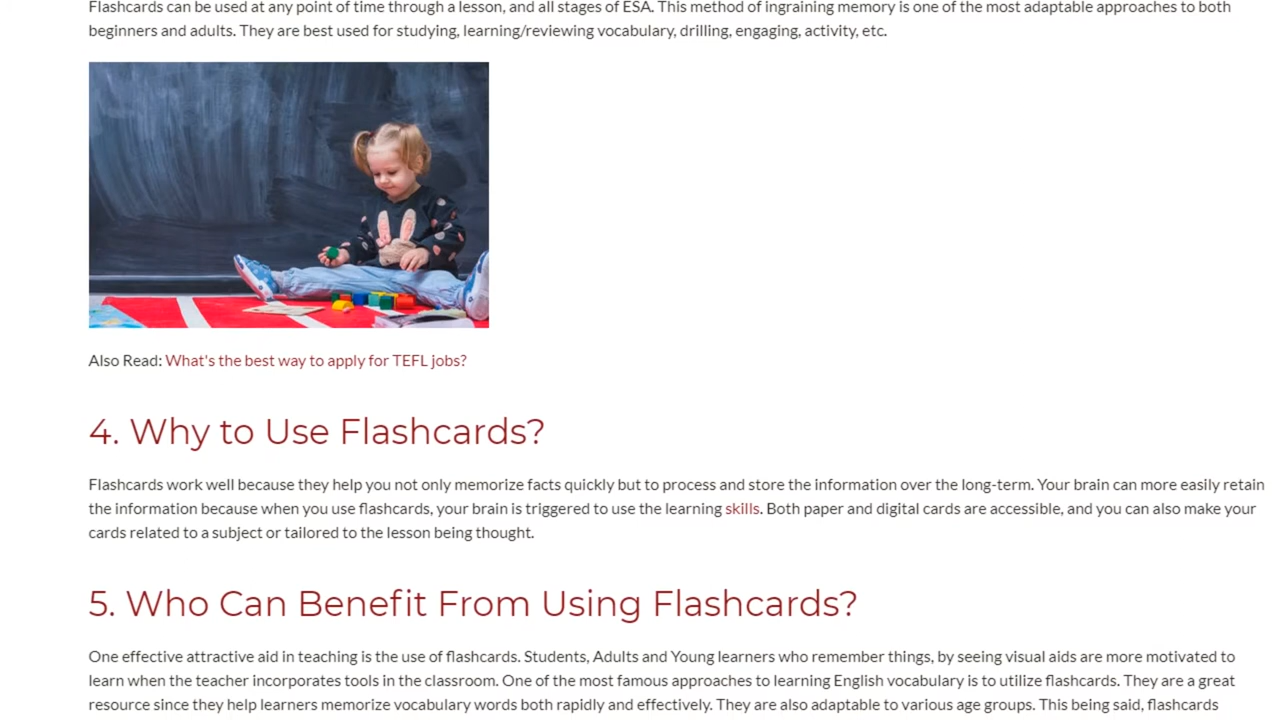 Flashcards can be used at any point of time through a lesson, and all stages of ESA. This method of ingraining memory is one of the most adaptable approaches to both
beginners and adults. They are best used for studying, learning/reviewing vocabulary, drilling, engaging, activity, etc.
Also Read: What's the best way to apply for TEFL jobs?
4. Why to Use Flashcards?
Flashcards work well because they help you not only memorize facts quickly but to process and store the information over the long-term. Your brain can more easily retain
the information because when you use flashcards, your brain is triggered to use the learning skills. Both paper and digital cards are accessible, and you can also make your
cards related to a subject or tailored to the lesson being thought.
5. Who Can Benefit From Using Flashcards?
One effective attractive aid in teaching is the use of flashcards. Students, Adults and Young learners who remember things, by seeing visual aids are more motivated to
learn when the teacher incorporates tools in the classroom. One of the most famous approaches to learning English vocabulary is to utilize flashcards. They are a great
resource since they help learners memorize vocabulary words both rapidly and effectively. They are also adaptable to various age groups. This being said, flashcards